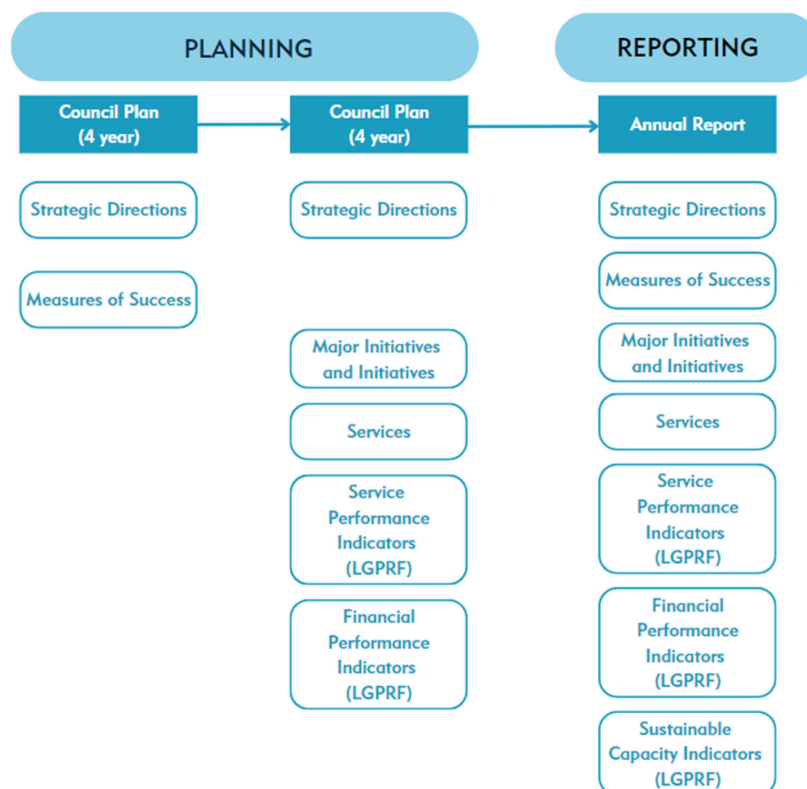 PLANNING
REPORTING
Council Plan
(4 year)
Council Plan
(4 year)
Annual Report
Strategic Directions
Measures of Success
Strategic Directions
Major Initiatives
and Initiatives
Services
Service
Performance
Indicators
(LGPRF)
Financial
Performance
Indicators
(LGPRF)
Strategic Directions
Measures of Success
Major Initiatives
and Initiatives
Services
Service
Performance
Indicators
(LGPRF)
Financial
Performance
Indicators
(LGPRF)
Sustainable
Capacity Indicators
(LGPRF)